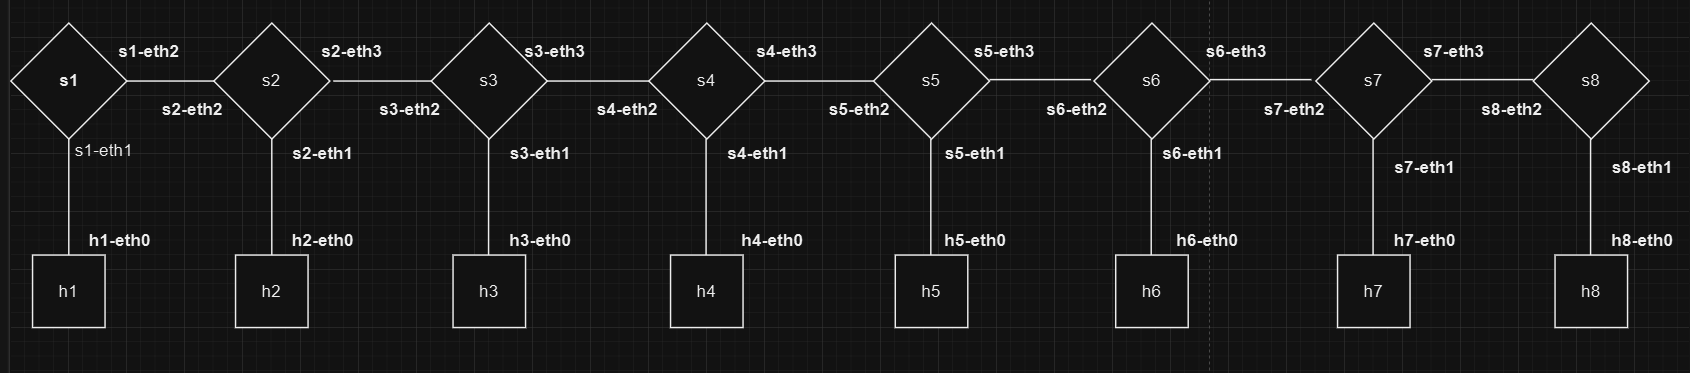 s1-eth2
s2-eth3
s3-eth3
s4-eth3
s5-eth3
s6-eth3
s7-eth3
s1
s2
s3
s4
s5
s6
s7
s8
s2-eth2
s3-eth2
s4-eth2
s5-eth2
s6-eth2
s7-eth2
s8-eth2
s1-eth1
s2-eth1
s3-eth1
s4-eth1
s5-eth1
s6-eth1
s7-eth1
s8-eth1
h1-eth0
h2-eth0
h3-eth0
h4-eth0
h5-eth0
h6-eth0
h7-eth0
h8-eth0
h1
h2
h3
h4
h5
h6
h7
h8